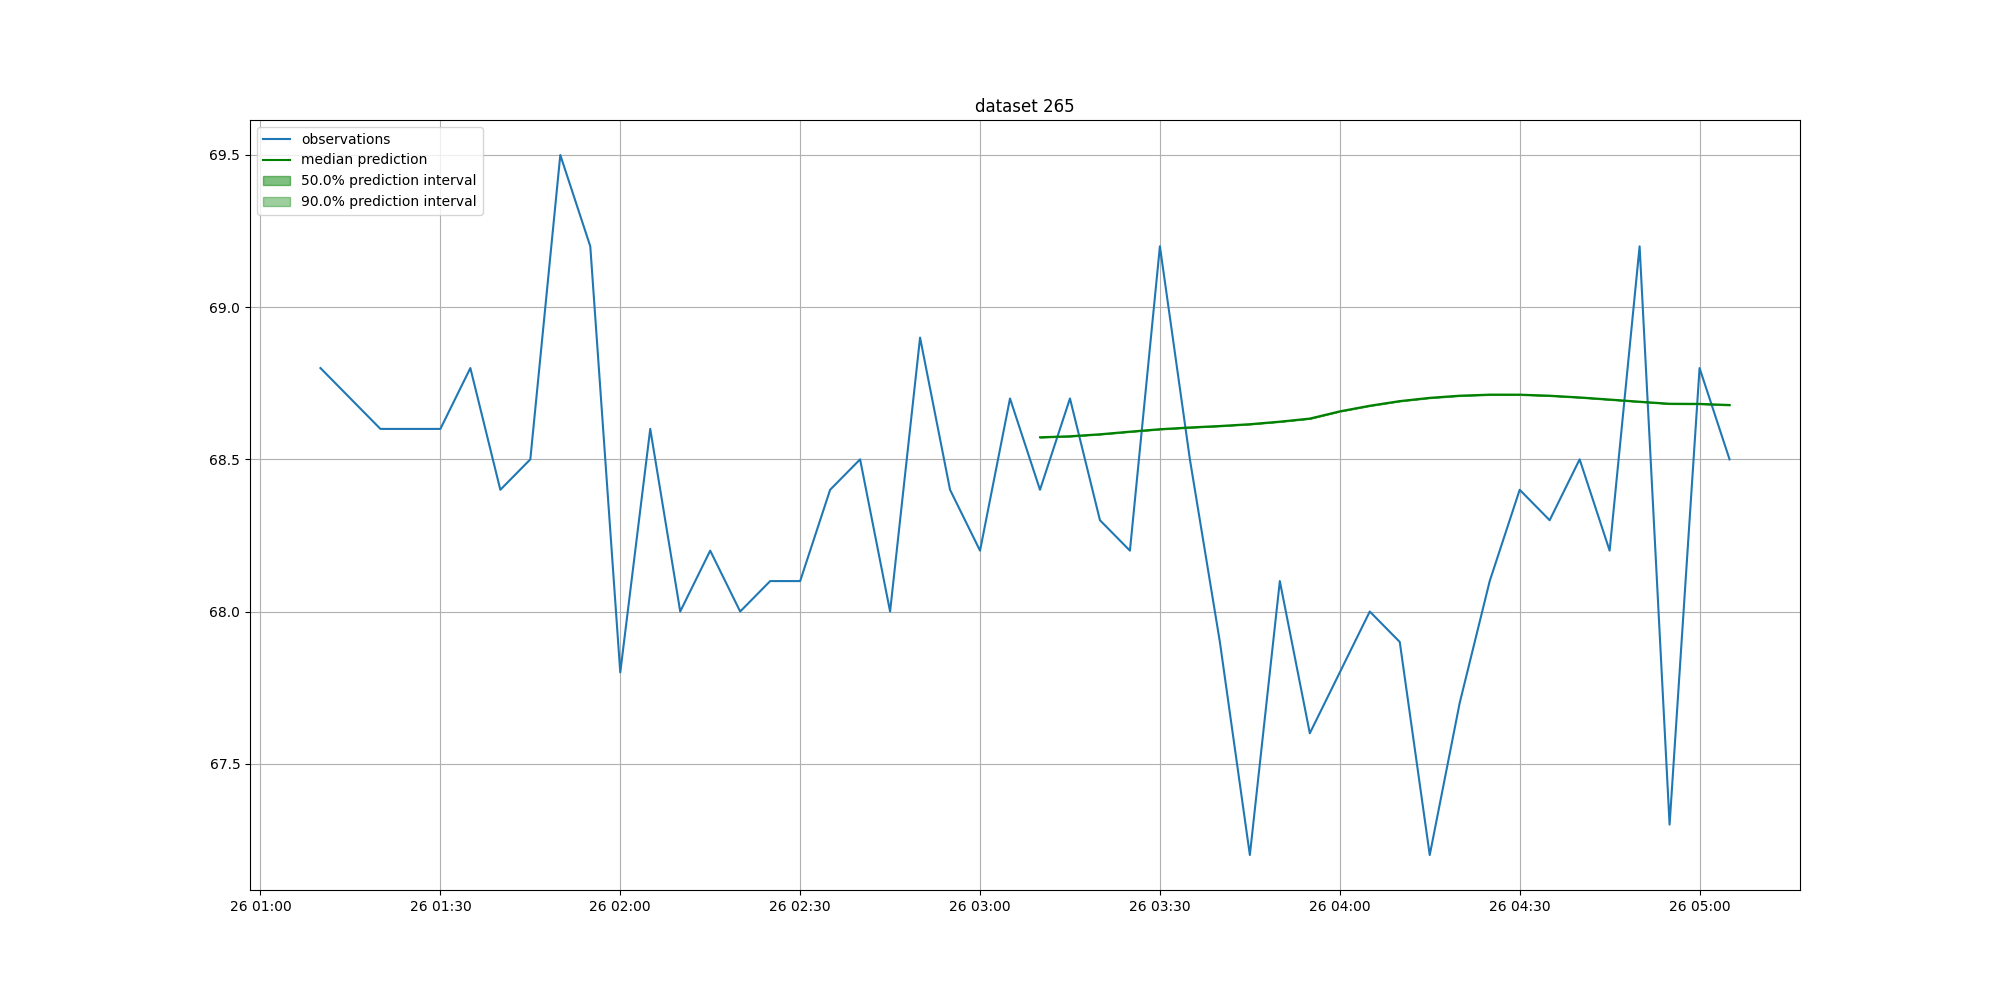 dataset 265
observations
median prediction
50.0% prediction interval
90.0% prediction interval
69.5
69.0
68.5
68.0
67.5
26 01:00 26 01:30 26 02:00 26 02:30 26 03:00 26 03:30 26 04:00 26 04:30 26 05:00